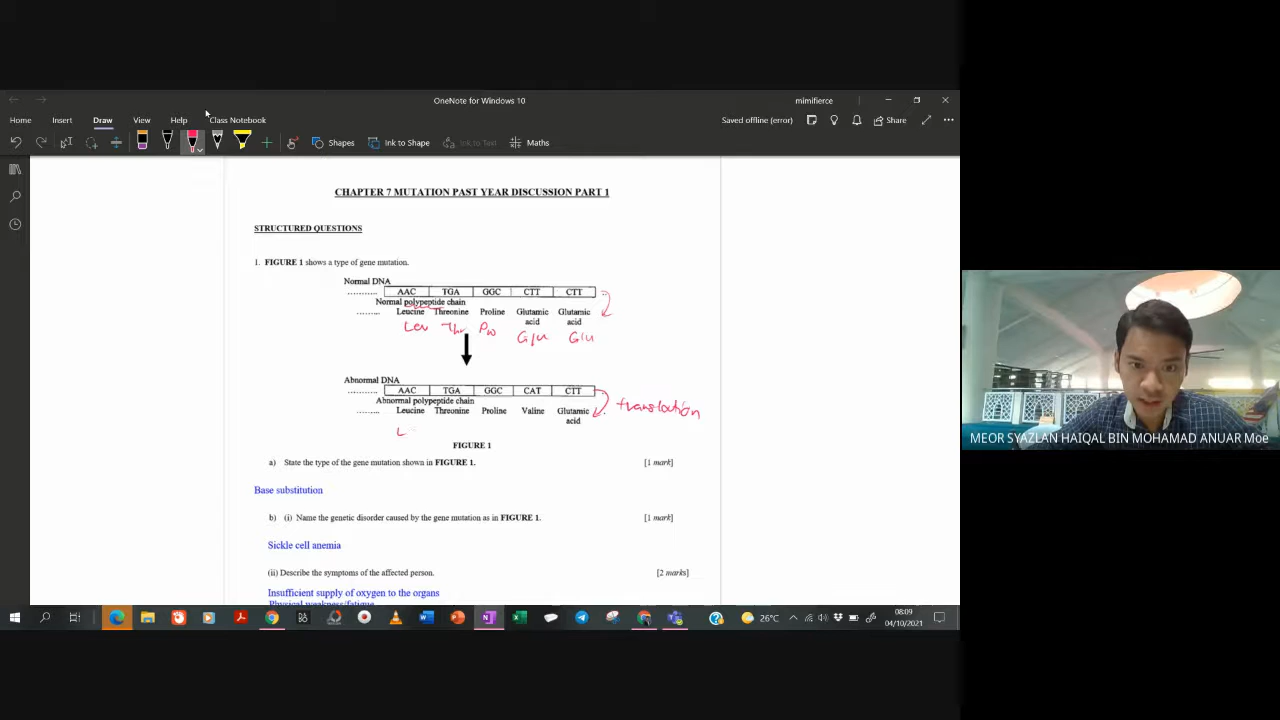 OneNote for Windows 10
mimifierce
Home Insert Draw View Help Class Notebook
Saved offline (error)
Share
Shapes Ink to Shape Ink to Text Maths
CHAPTER 7 MUTATION PAST YEAR DISCUSSION PART 1
STRUCTURED QUESTIONS
1. FIGURE 1 shows a type of gene mutation.
Normal DNA
........... AAC TGA GGC CTT CTT
Normal polypeptide chain
........ Leucine Threonine Proline Glutamic acid Glutamic acid
Leu Thr Pro Glu Glu
Abnormal DNA
........... AAC TGA GGC CAT CTT
Abnormal polypeptide chain
........ Leucine Threonine Proline Valine Glutamic acid
translation
L
FIGURE 1
a) State the type of the gene mutation shown in FIGURE 1. [1 mark]
Base substitution
b) (i) Name the genetic disorder caused by the gene mutation as in FIGURE 1. [1 mark]
Sickle cell anemia
(ii) Describe the symptoms of the affected person. [2 marks]
Insufficient supply of oxygen to the organs
Physical weakness/fatigue
MEOR SYAZLAN HAIQAL BIN MOHAMAD ANUAR Moe
26°C
08:09
04/10/2021